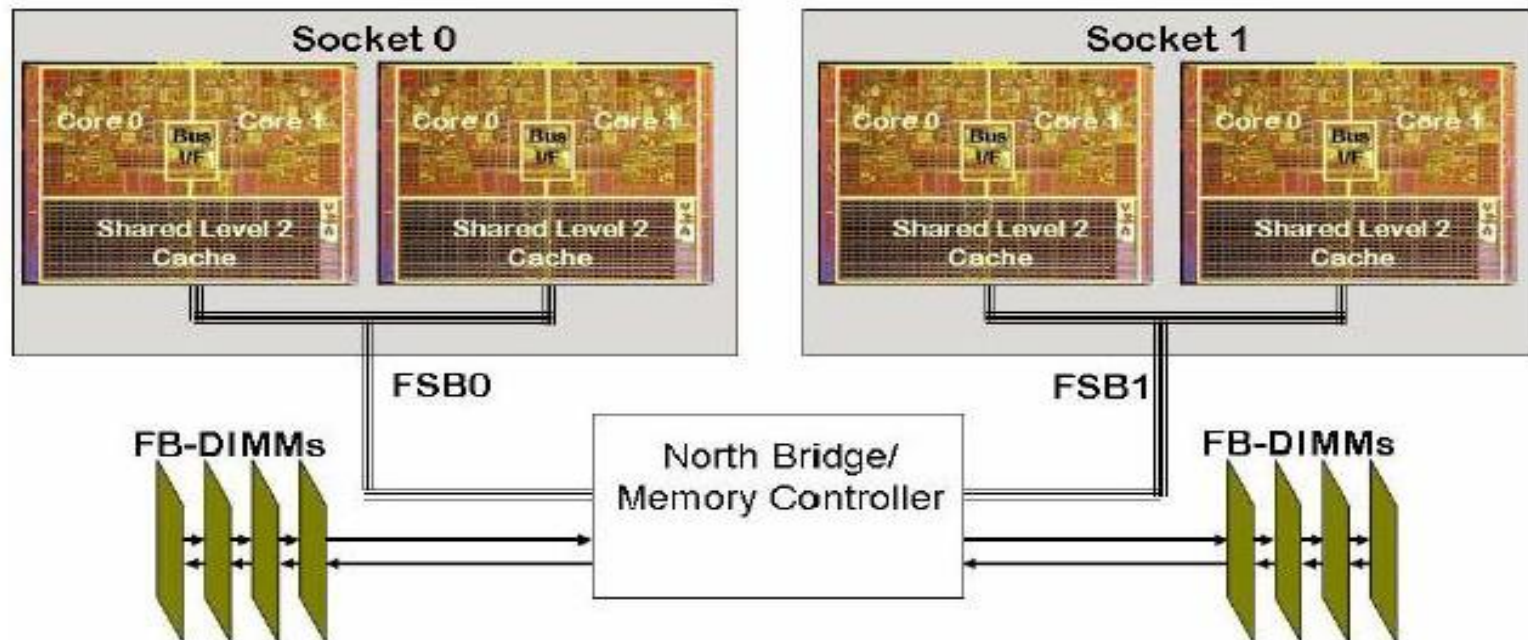 Socket 0
Socket 1
Core 0
Core 1
Core 0
Core 1
Core 0
Core 1
Core 0
Core 1
Bus
I/F
Bus
I/F
Bus
I/F
Bus
I/F
Shared Level 2
Cache
Shared Level 2
Cache
Shared Level 2
Cache
Shared Level 2
Cache
FSB0
FSB1
FB-DIMMs
FB-DIMMs
North Bridge/
Memory Controller